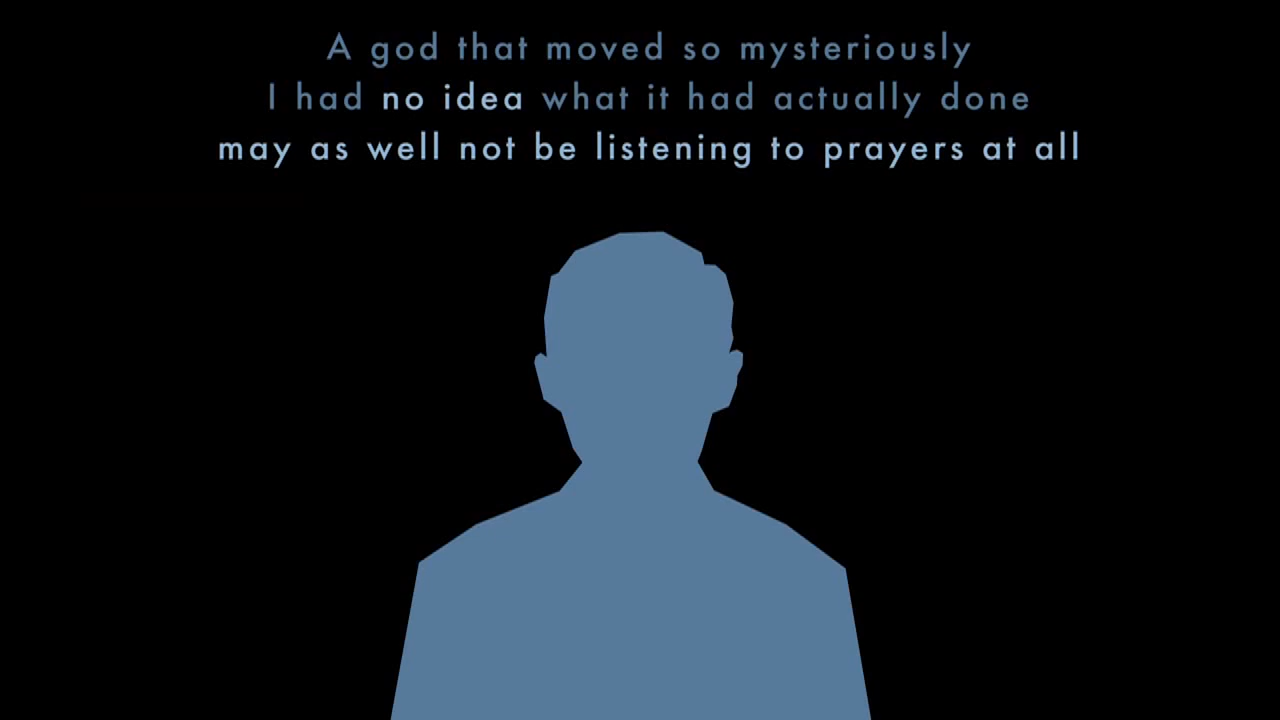 A god that moved so mysteriously
I had no idea what it had actually done
may as well not be listening to prayers at all